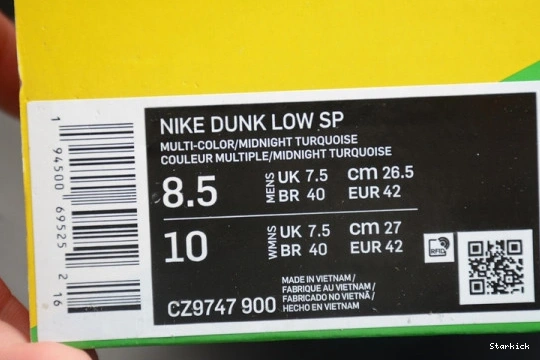 NIKE DUNK LOW SP
MULTI-COLOR/MIDNIGHT TURQUOISE
COULEUR MULTIPLE/MIDNIGHT TURQUOISE
8.5 MENS UK 7.5 cm 26.5
BR 40 EUR 42
10 WMNS UK 7.5 cm 27
BR 40 EUR 42
RFID
CZ9747 900
MADE IN VIETNAM /
FABRIQUE AU VIETNAM /
FABRICADO NO VIETNÃ /
HECHO EN VIETNAM
1 94500 69525 2 16
Starkick